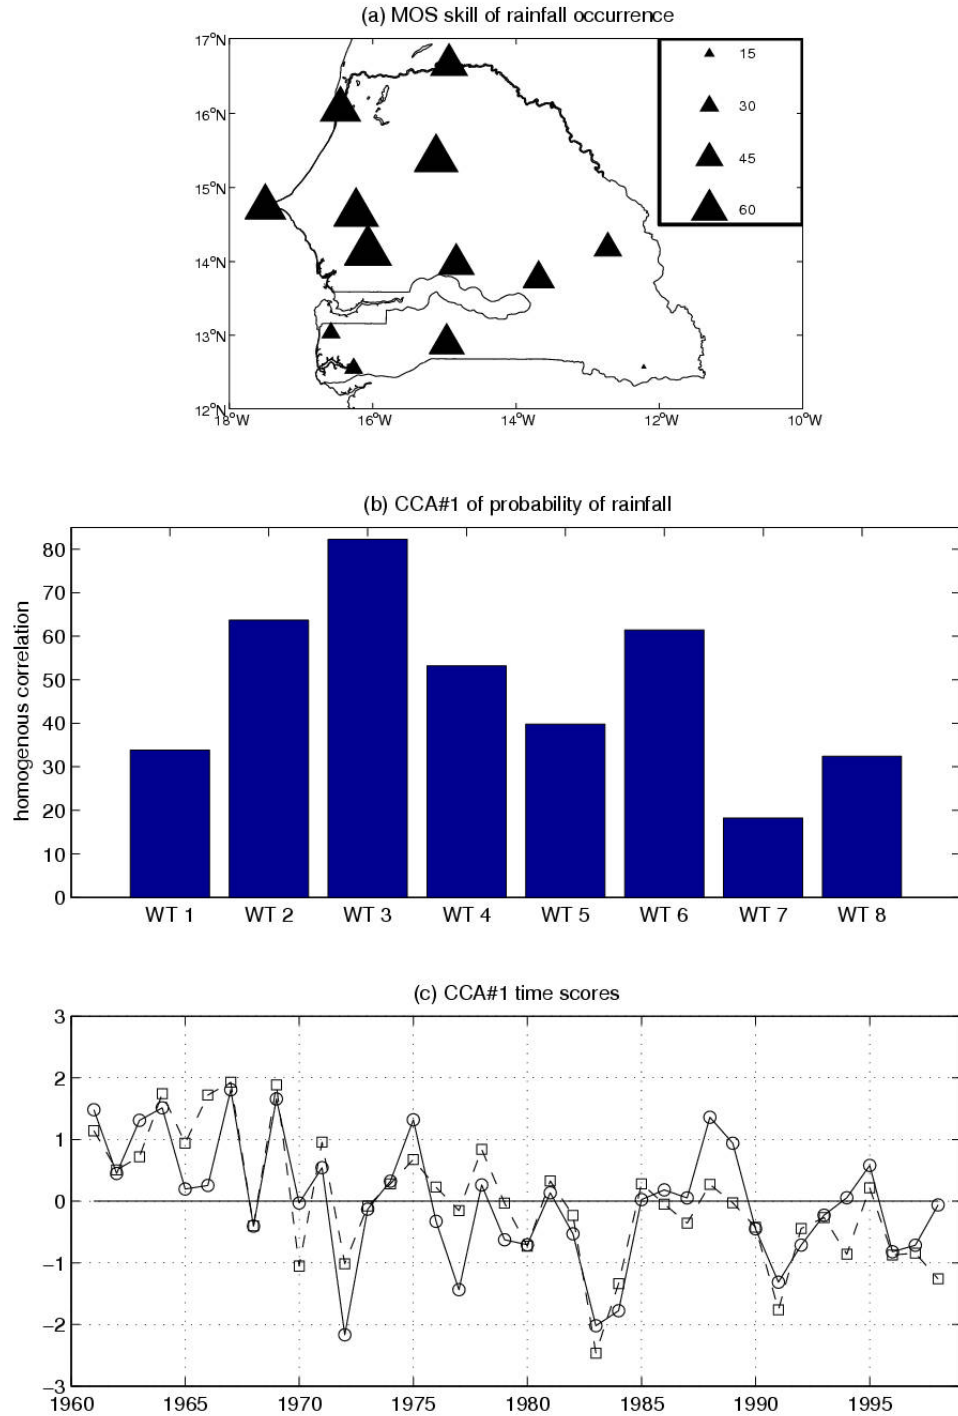 (a) MOS skill of rainfall occurrence
17°N
16°N
15°N
14°N
13°N
12°N
18°W
16°W
14°W
12°W
10°W
15
30
45
60
(b) CCA#1 of probability of rainfall
homogenous correlation
80
70
60
50
40
30
20
10
0
WT 1 WT 2 WT 3 WT 4 WT 5 WT 6 WT 7 WT 8
(c) CCA#1 time scores
3
2
1
0
−1
−2
−3
1960 1965 1970 1975 1980 1985 1990 1995